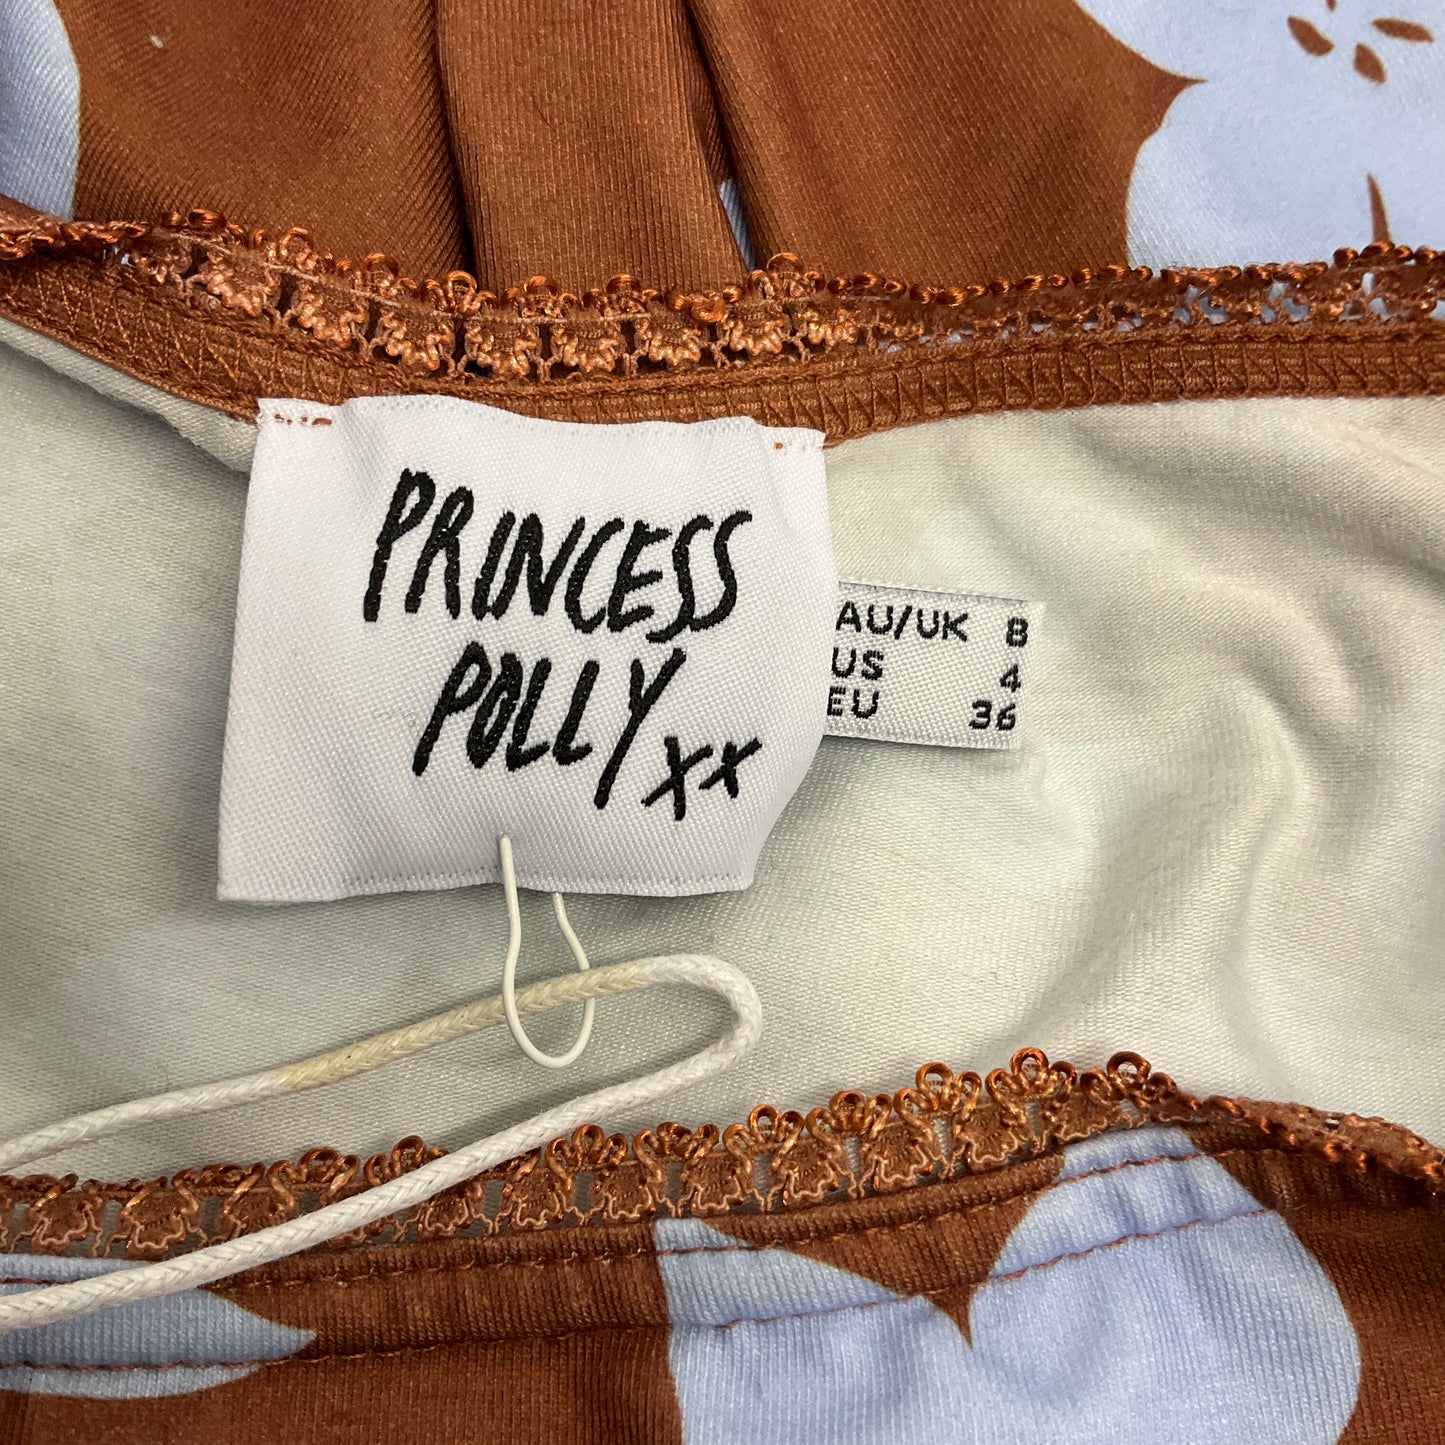 PRINCESS
POLLY xx
AU/UK 8
US 4
EU 36